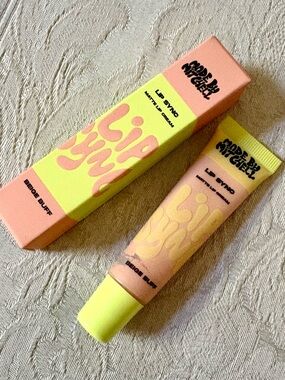 MADE BY
MITCHELL
LIP SYNC
MATTE LIP CREAM
LIP
SYNC
BEIGE BUFF
MADE BY
MITCHELL
LIP SYNC
MATTE LIP CREAM
LIP
SYNC
BEIGE BUFF